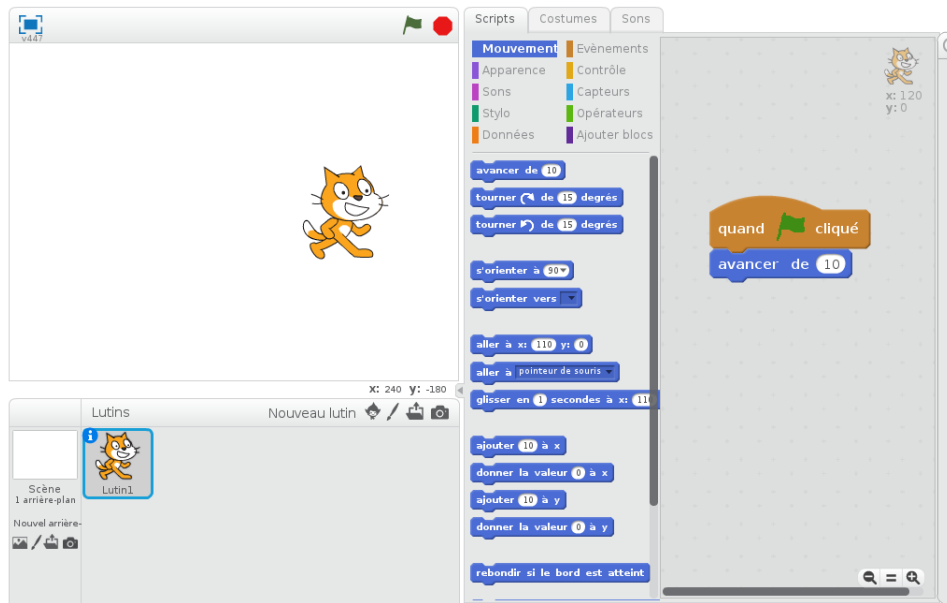 v447
Scripts Costumes Sons
Mouvement Evènements
Apparence Contrôle
Sons Capteurs
Stylo Opérateurs
Données Ajouter blocs
avancer de 10
tourner de 15 degrés
tourner de 15 degrés
s'orienter à 90
s'orienter vers
aller à x: 110 y: 0
aller à pointeur de souris
glisser en 1 secondes à x: 110
ajouter 10 à x
donner la valeur 0 à x
ajouter 10 à y
donner la valeur 0 à y
rebondir si le bord est atteint
x: 120
y: 0
quand cliqué
avancer de 10
x: 240 y: -180
Lutins Nouveau lutin
Scène
1 arrière-plan
Nouvel arrière-
Lutin1